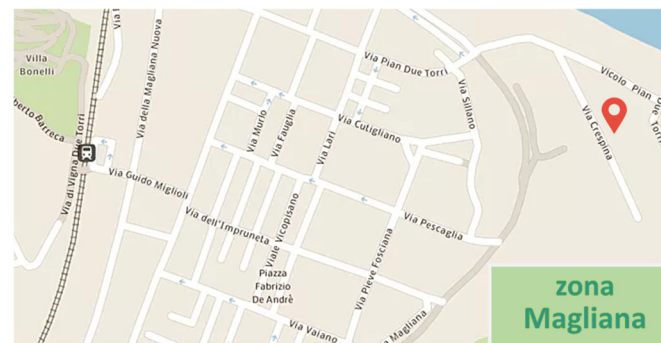 Villa
Bonelli
Via della Magliana Nuova
Via di Vigna Due Torri
Via Guido Miglioli
Via dell'Impruneta
Via Murlo
Via Fauglia
Via Lari
Via Cutigliano
Via Pian Due Torri
Via Sillano
Vicolo Pian Due Torri
Via Crespina
Via Pescaglia
Viale Vicopisano
Via Pieve Fosciana
Piazza
Fabrizio
De Andrè
Via Vaiano
Magliana
zona
Magliana